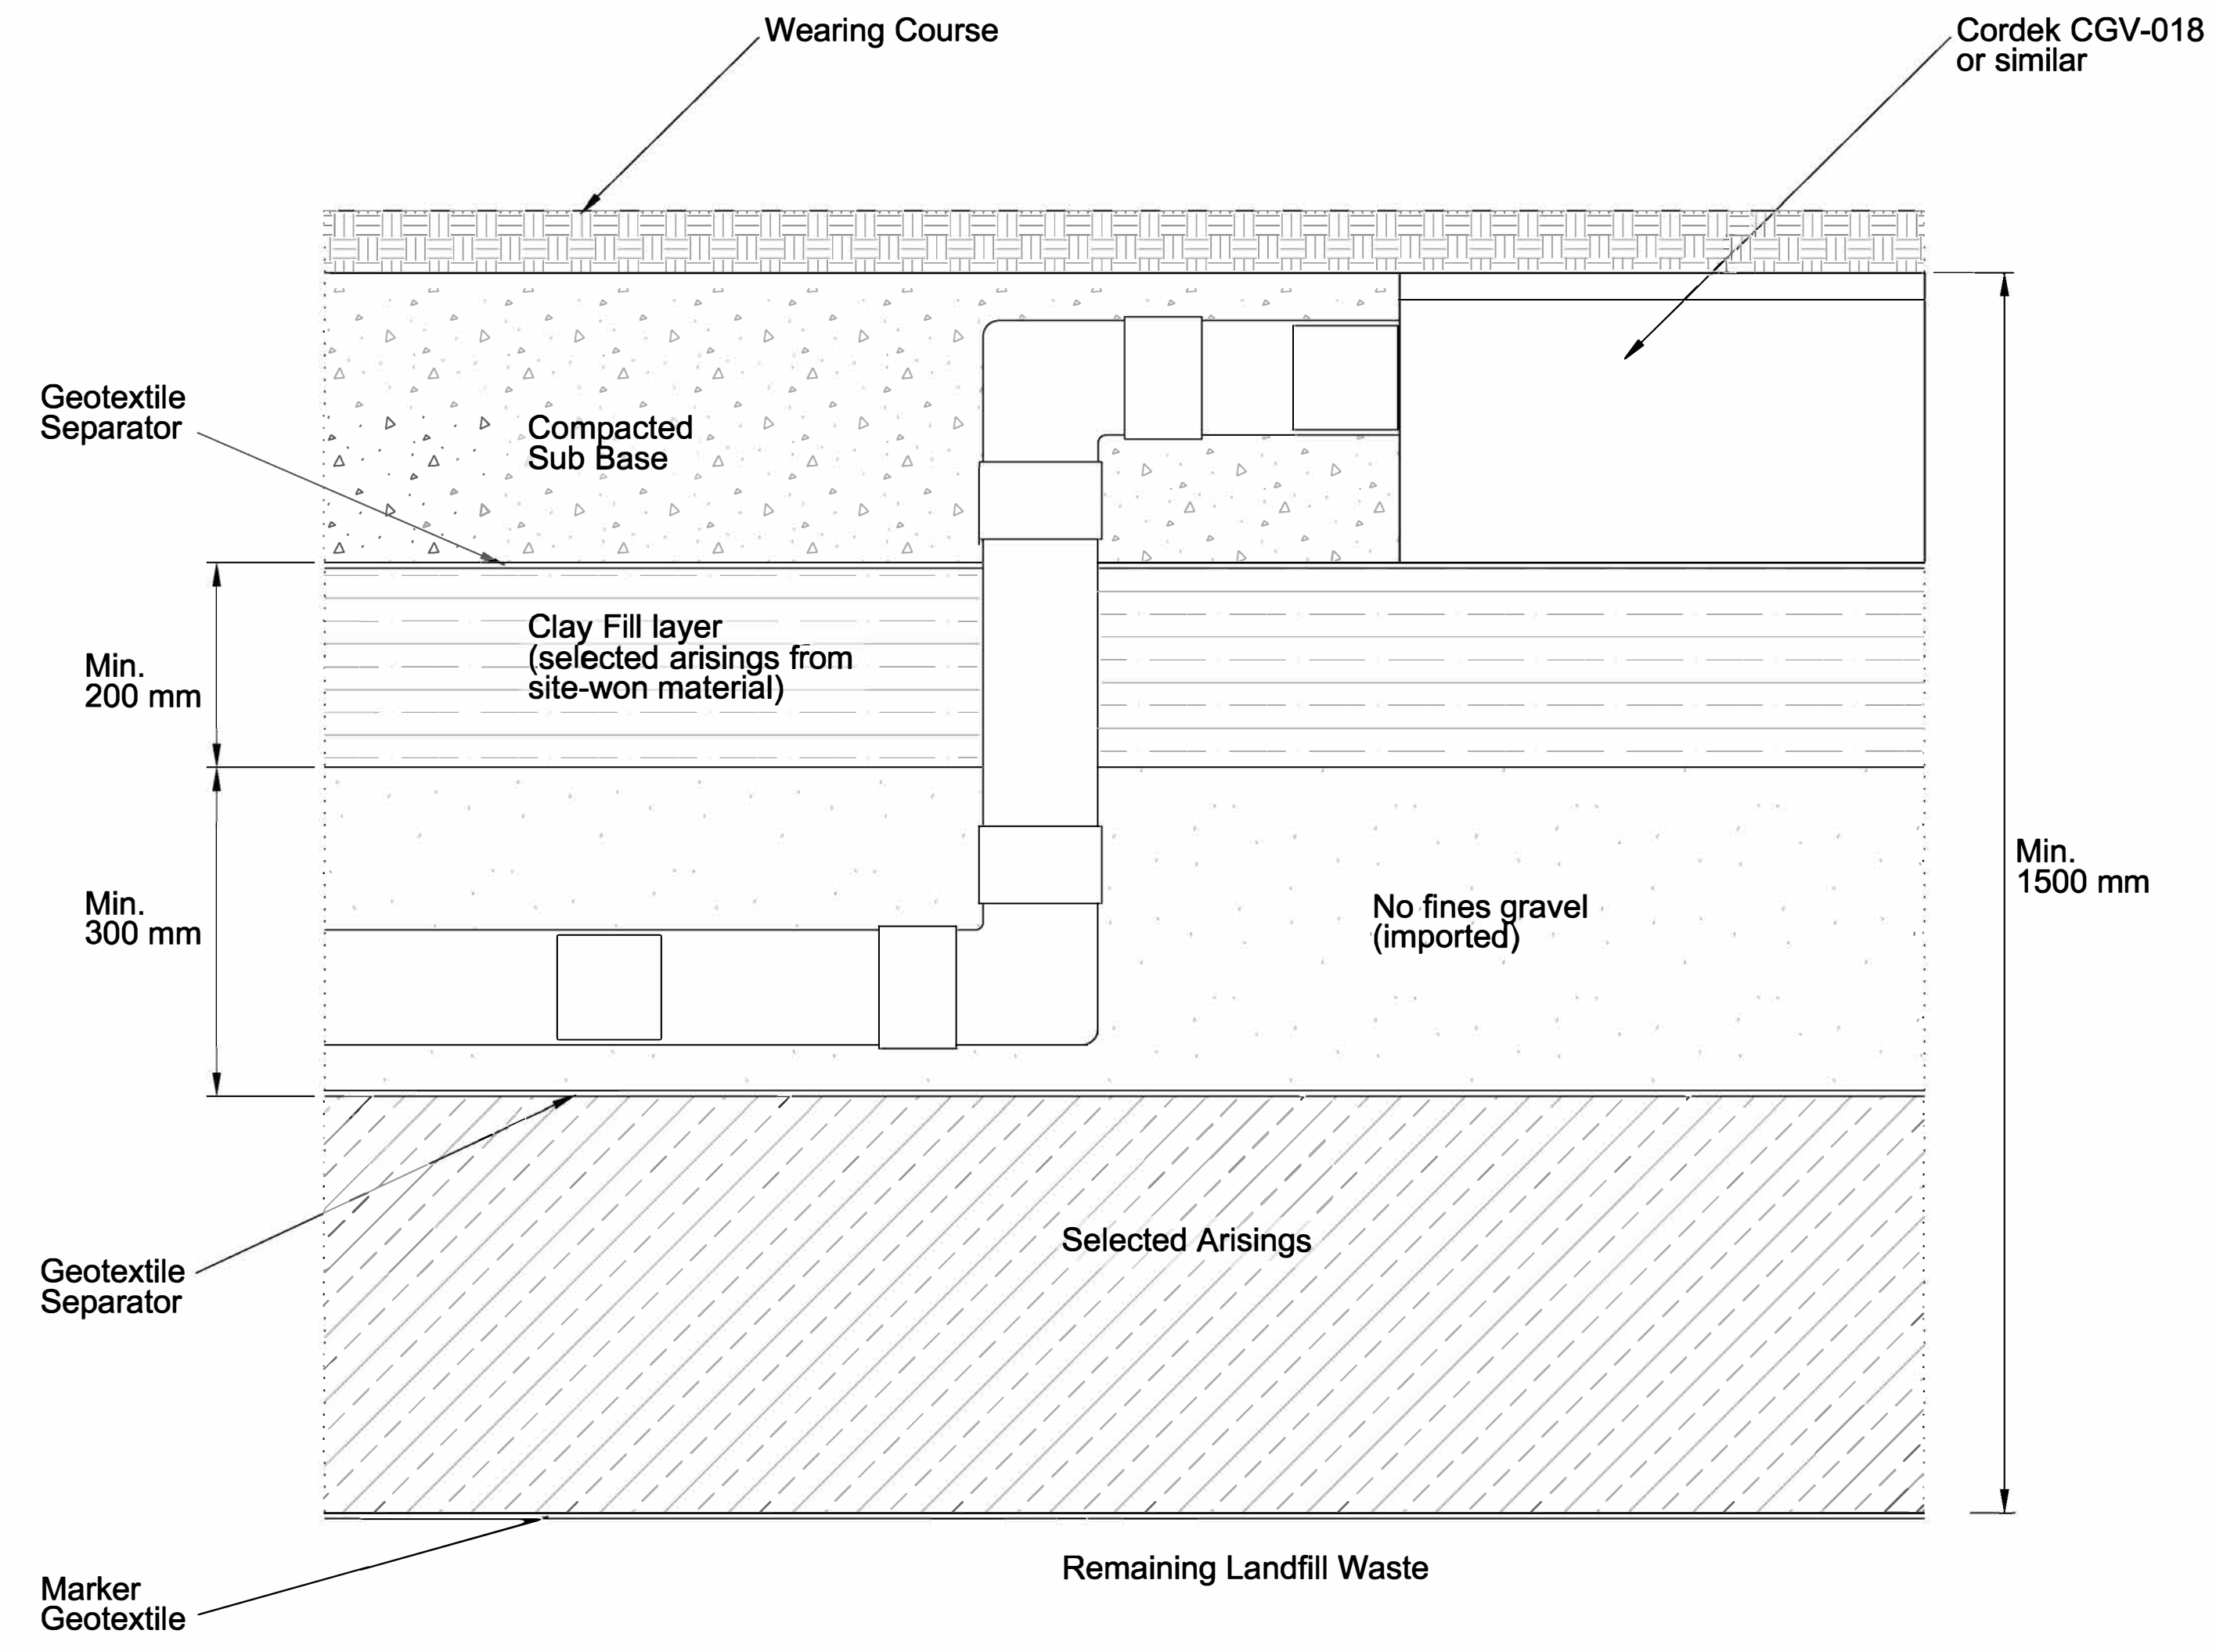 Wearing Course
Cordek CGV-018
or similar
Geotextile
Separator
Compacted
Sub Base
Clay Fill layer
(selected arisings from
site-won material)
Min.
200 mm
Min.
300 mm
No fines gravel
(imported)
Min.
1500 mm
Selected Arisings
Geotextile
Separator
Remaining Landfill Waste
Marker
Geotextile